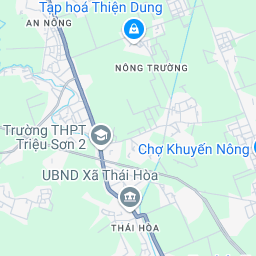 Tạp hoá Thiện Dung
AN NÔNG
NÔNG TRƯỜNG
Trường THPT
Triệu Sơn 2
Chợ Khuyến Nông
UBND Xã Thái Hòa
THÁI HÒA